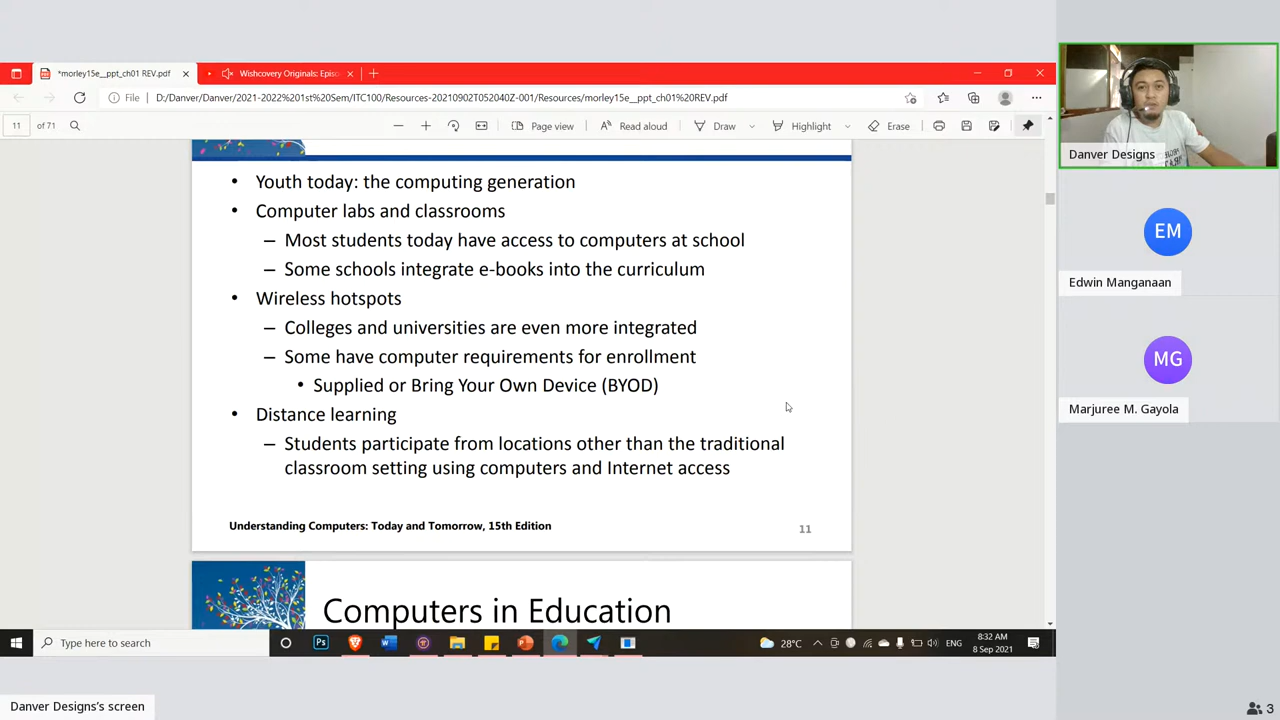 *morley15e__ppt_ch01 REV.pdf
Wishcovery Originals: Episo
File
D:/Danver/Danver/2021-2022%201st%20Sem/ITC100/Resources-20210902T052040Z-001/Resources/morley15e__ppt_ch01%20REV.pdf
11 of 71
Page view
Read aloud
Draw
Highlight
Erase
• Youth today: the computing generation
• Computer labs and classrooms
– Most students today have access to computers at school
– Some schools integrate e-books into the curriculum
• Wireless hotspots
– Colleges and universities are even more integrated
– Some have computer requirements for enrollment
• Supplied or Bring Your Own Device (BYOD)
• Distance learning
– Students participate from locations other than the traditional
classroom setting using computers and Internet access
Understanding Computers: Today and Tomorrow, 15th Edition
11
Computers in Education
Type here to search
Ps
28°C
ENG
8:32 AM
8 Sep 2021
Danver Designs's screen
Danver Designs
EM
Edwin Manganaan
MG
Marjuree M. Gayola
3